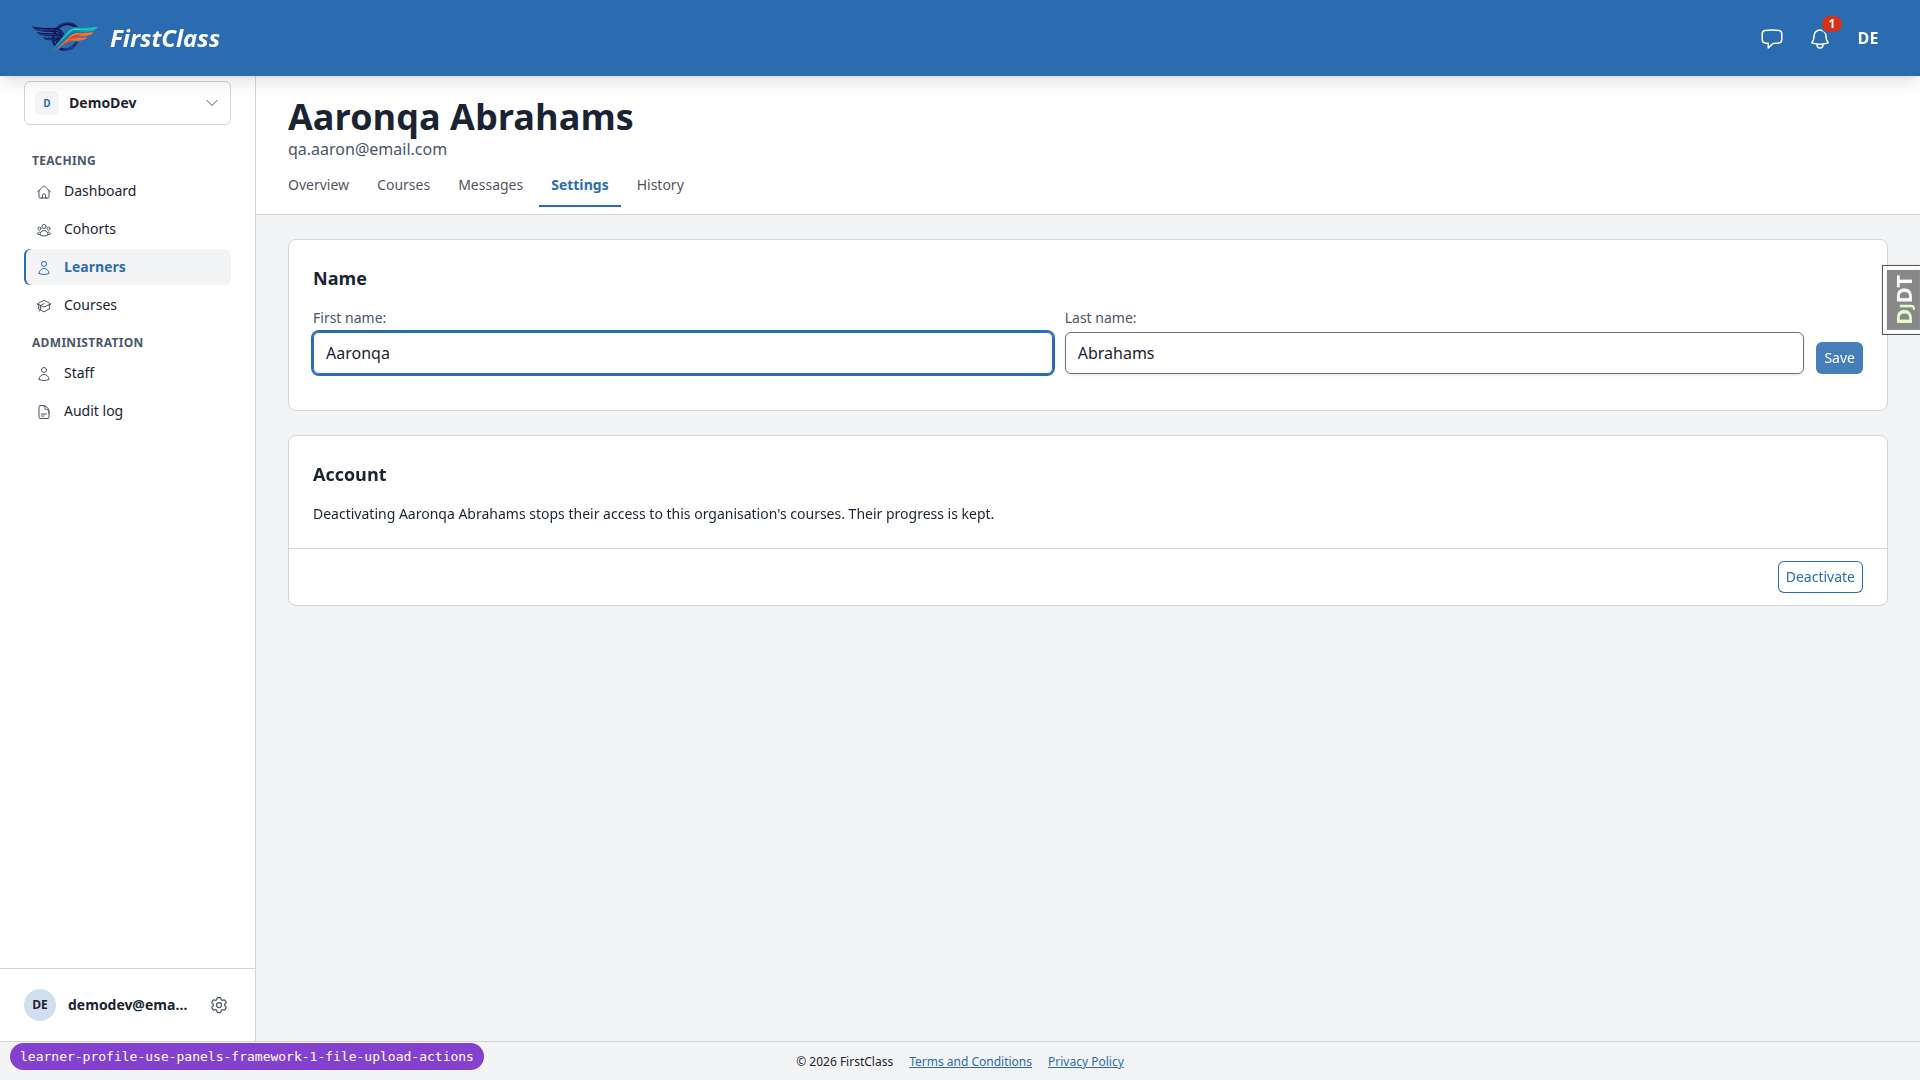 FirstClass
1
DE
D DemoDev
TEACHING
Dashboard
Cohorts
Learners
Courses
ADMINISTRATION
Staff
Audit log
DE demodev@ema...
Aaronqa Abrahams
qa.aaron@email.com
Overview Courses Messages Settings History
Name
First name: Last name:
Aaronqa Abrahams Save
Account
Deactivating Aaronqa Abrahams stops their access to this organisation's courses. Their progress is kept.
Deactivate
DjDT
learner-profile-use-panels-framework-1-file-upload-actions
© 2026 FirstClass Terms and Conditions Privacy Policy